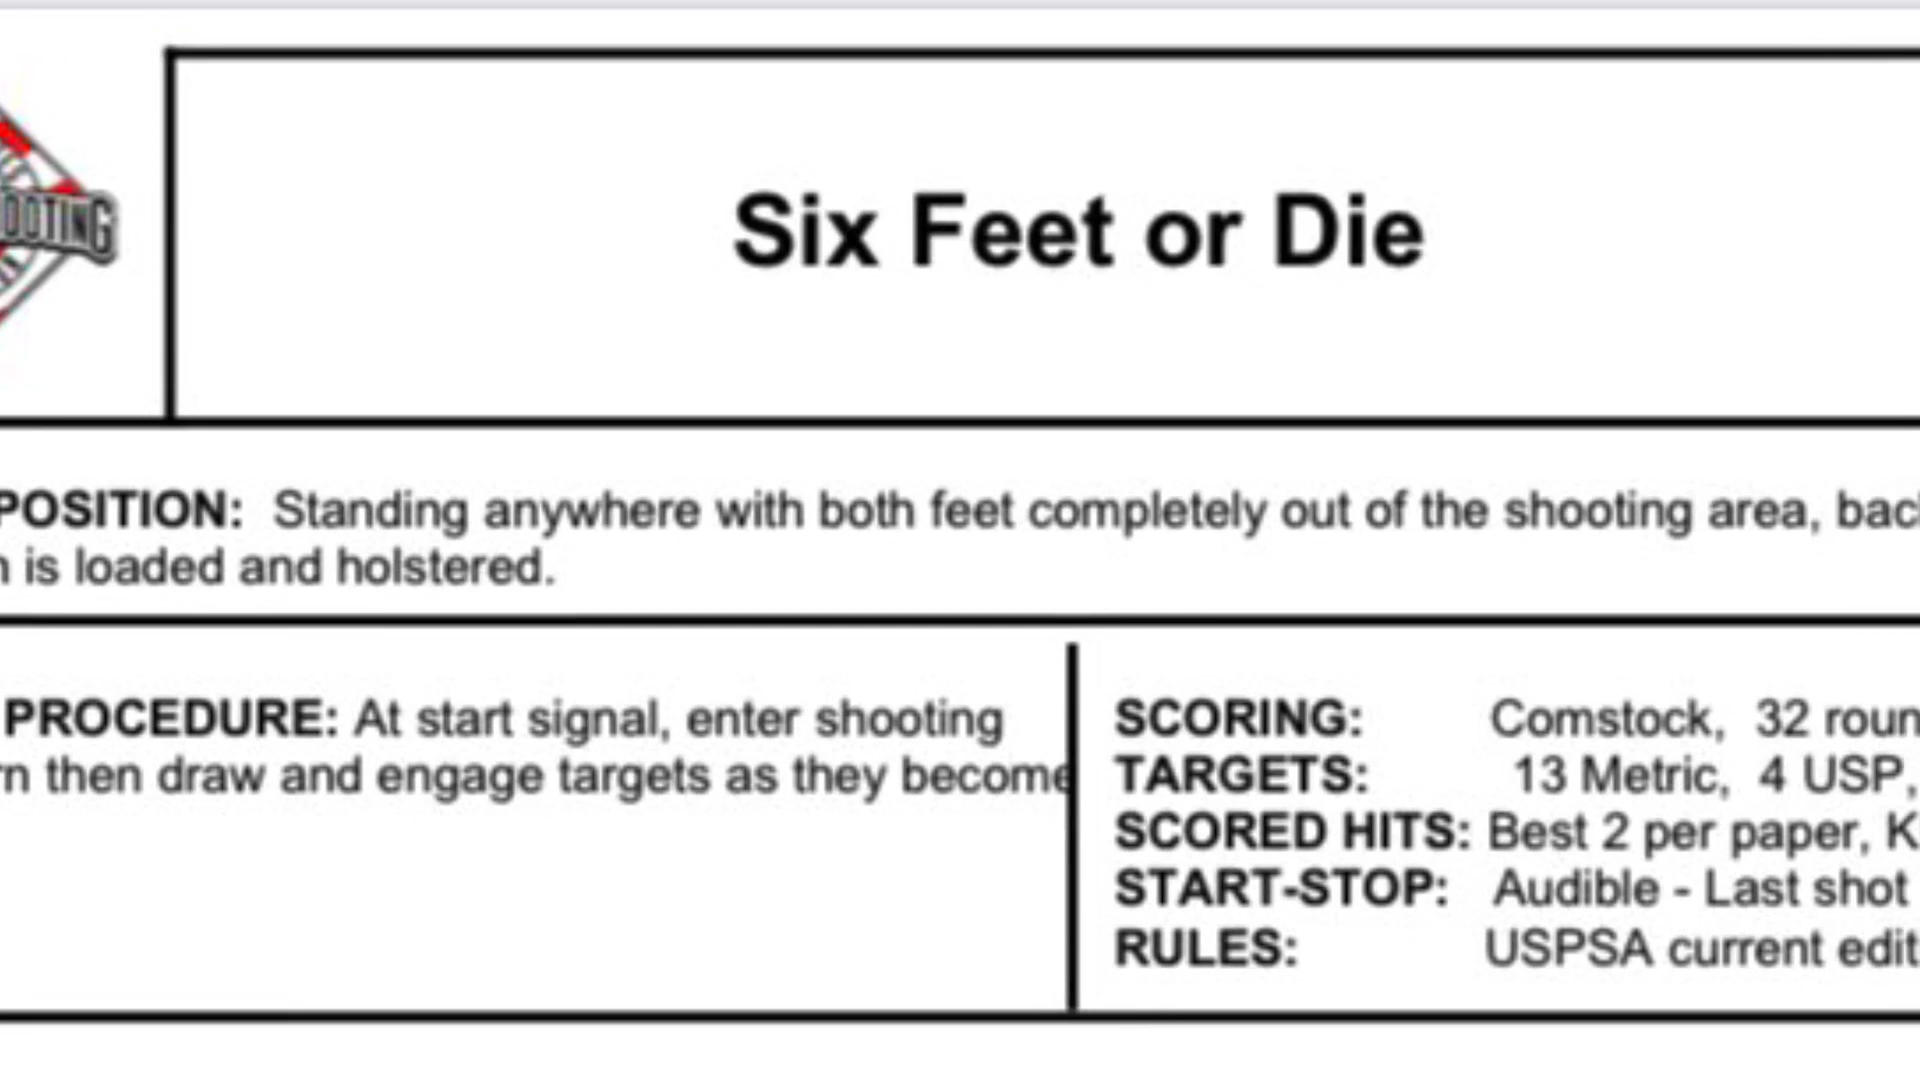 OOTING
Six Feet or Die
POSITION: Standing anywhere with both feet completely out of the shooting area, bac
n is loaded and holstered.
PROCEDURE: At start signal, enter shooting
rn then draw and engage targets as they become
SCORING: Comstock, 32 roun
TARGETS: 13 Metric, 4 USP,
SCORED HITS: Best 2 per paper, K
START-STOP: Audible - Last shot
RULES: USPSA current edit